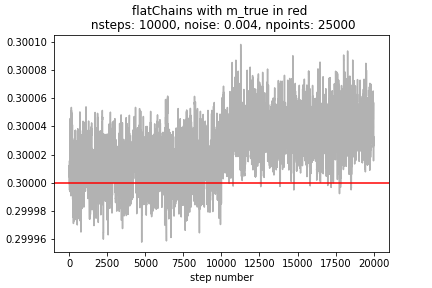 flatChains with m_true in red
nsteps: 10000, noise: 0.004, npoints: 25000
0.30010
0.30008
0.30006
0.30004
0.30002
0.30000
0.29998
0.29996
0 2500 5000 7500 10000 12500 15000 17500 20000
step number